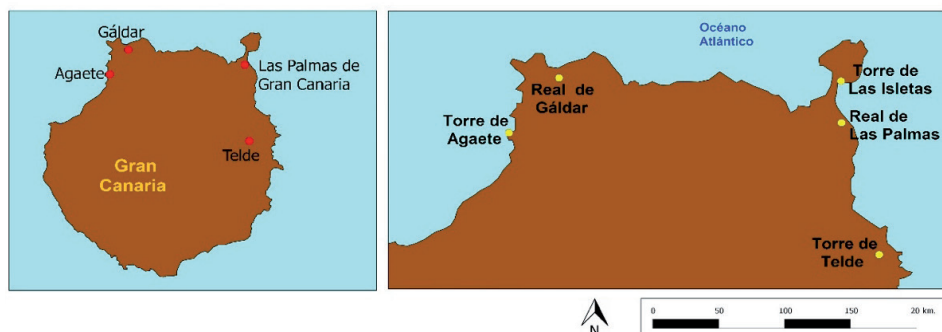 Gáldar
Agaete
Las Palmas de
Gran Canaria
Telde
Gran
Canaria
Océano
Atlántico
Torre de
Las Isletas
Real de
Gáldar
Real de
Las Palmas
Torre de
Agaete
Torre de
Telde
N
0 50 100 150 20 km.